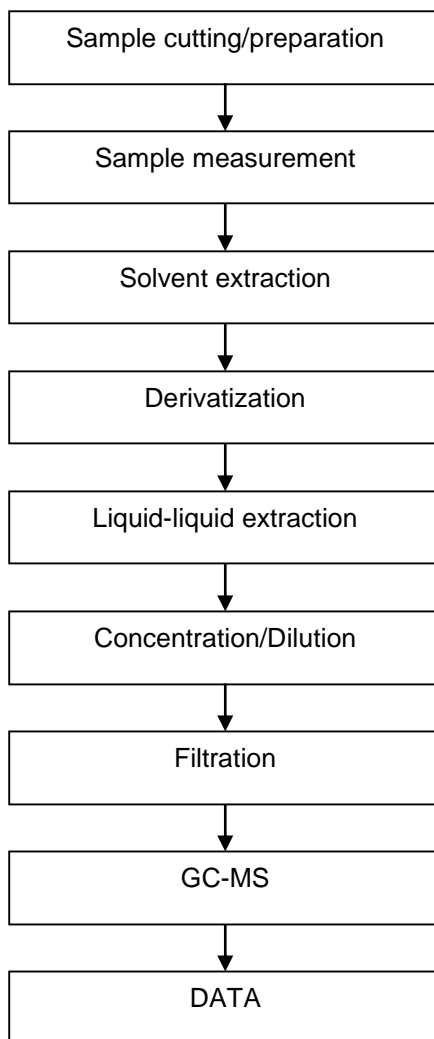 Sample cutting/preparation
Sample measurement
Solvent extraction
Derivatization
Liquid-liquid extraction
Concentration/Dilution
Filtration
GC-MS
DATA